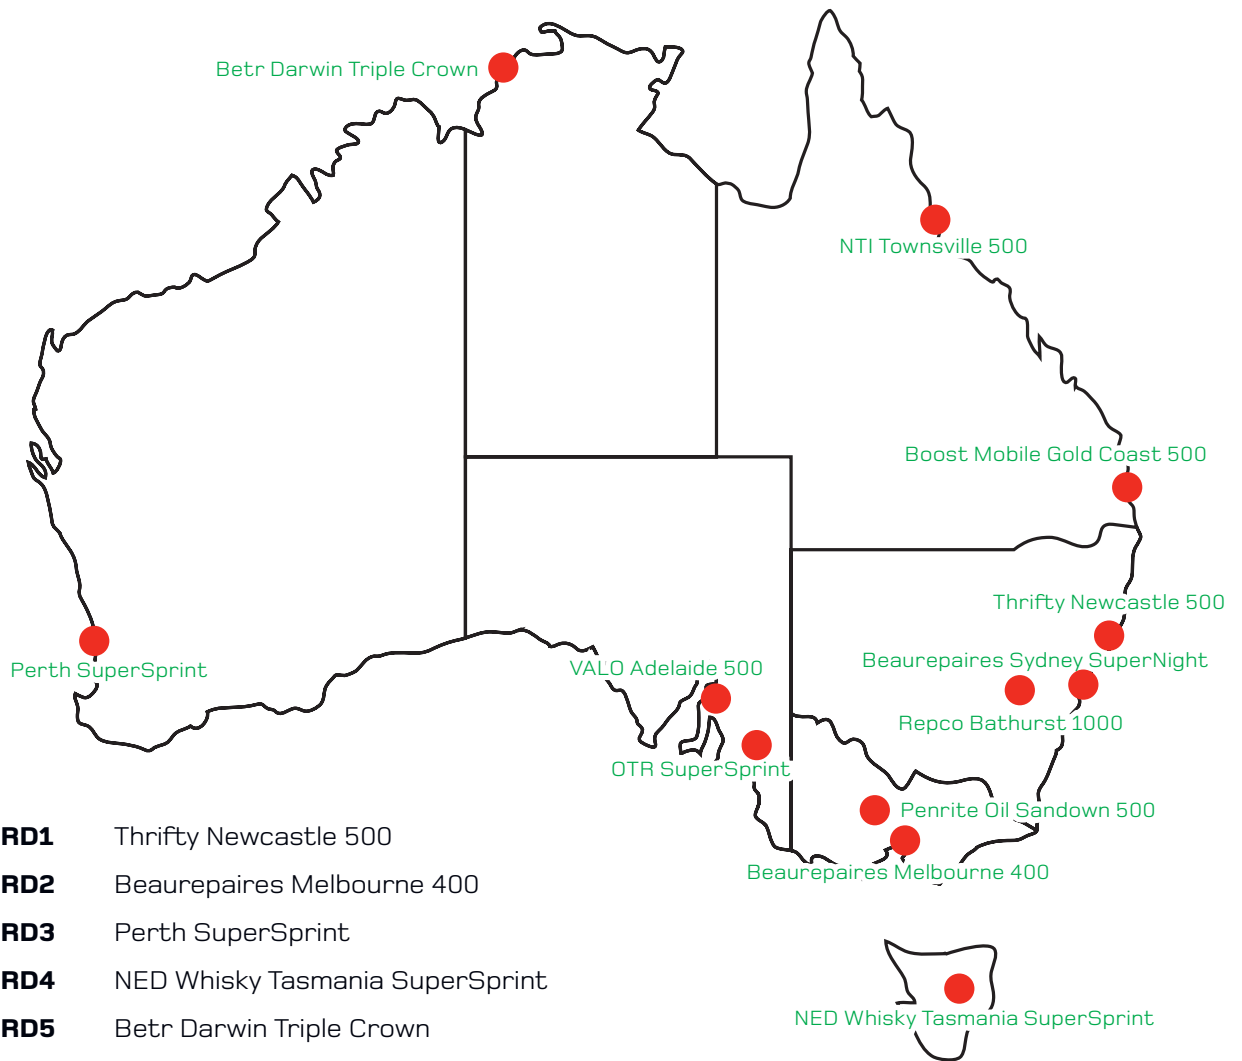 Betr Darwin Triple Crown
NTI Townsville 500
Boost Mobile Gold Coast 500
Thrifty Newcastle 500
Beaurepaires Sydney SuperNight
Perth SuperSprint
VALO Adelaide 500
Repco Bathurst 1000
OTR SuperSprint
Penrite Oil Sandown 500
Beaurepaires Melbourne 400
NED Whisky Tasmania SuperSprint
RD1 Thrifty Newcastle 500
RD2 Beaurepaires Melbourne 400
RD3 Perth SuperSprint
RD4 NED Whisky Tasmania SuperSprint
RD5 Betr Darwin Triple Crown